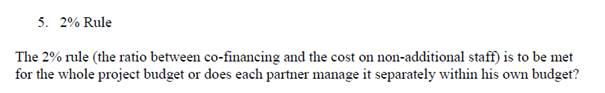 5. 2% Rule
The 2% rule (the ratio between co-financing and the cost on non-additional staff) is to be met
for the whole project budget or does each partner manage it separately within his own budget?